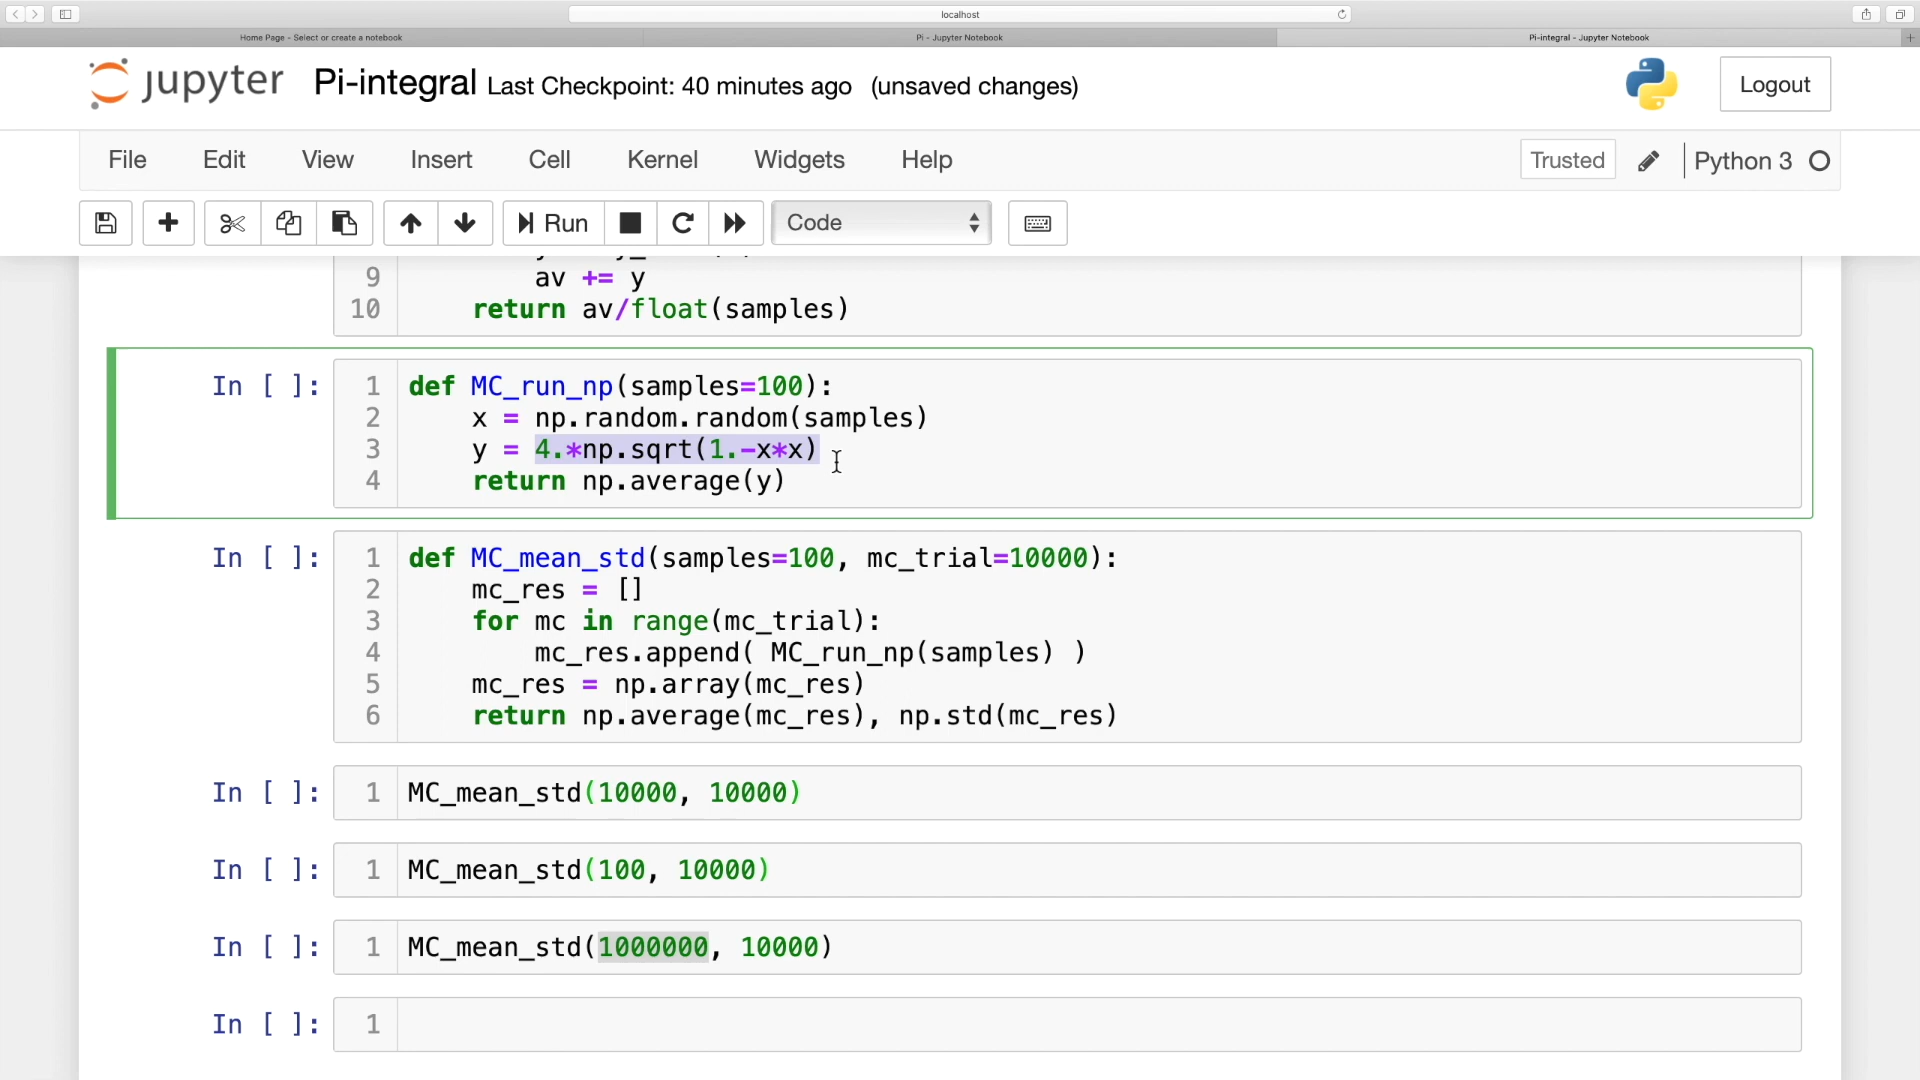 localhost
Home Page - Select or create a notebook
Pi - Jupyter Notebook
Pi-integral - Jupyter Notebook
jupyter Pi-integral Last Checkpoint: 40 minutes ago (unsaved changes)
Logout
File Edit View Insert Cell Kernel Widgets Help
Trusted Python 3
Run Code
9 av += y
10 return av/float(samples)
In [ ]: 1 def MC_run_np(samples=100):
2 x = np.random.random(samples)
3 y = 4.*np.sqrt(1.-x*x)
4 return np.average(y)
In [ ]: 1 def MC_mean_std(samples=100, mc_trial=10000):
2 mc_res = []
3 for mc in range(mc_trial):
4 mc_res.append( MC_run_np(samples) )
5 mc_res = np.array(mc_res)
6 return np.average(mc_res), np.std(mc_res)
In [ ]: 1 MC_mean_std(10000, 10000)
In [ ]: 1 MC_mean_std(100, 10000)
In [ ]: 1 MC_mean_std(1000000, 10000)
In [ ]: 1